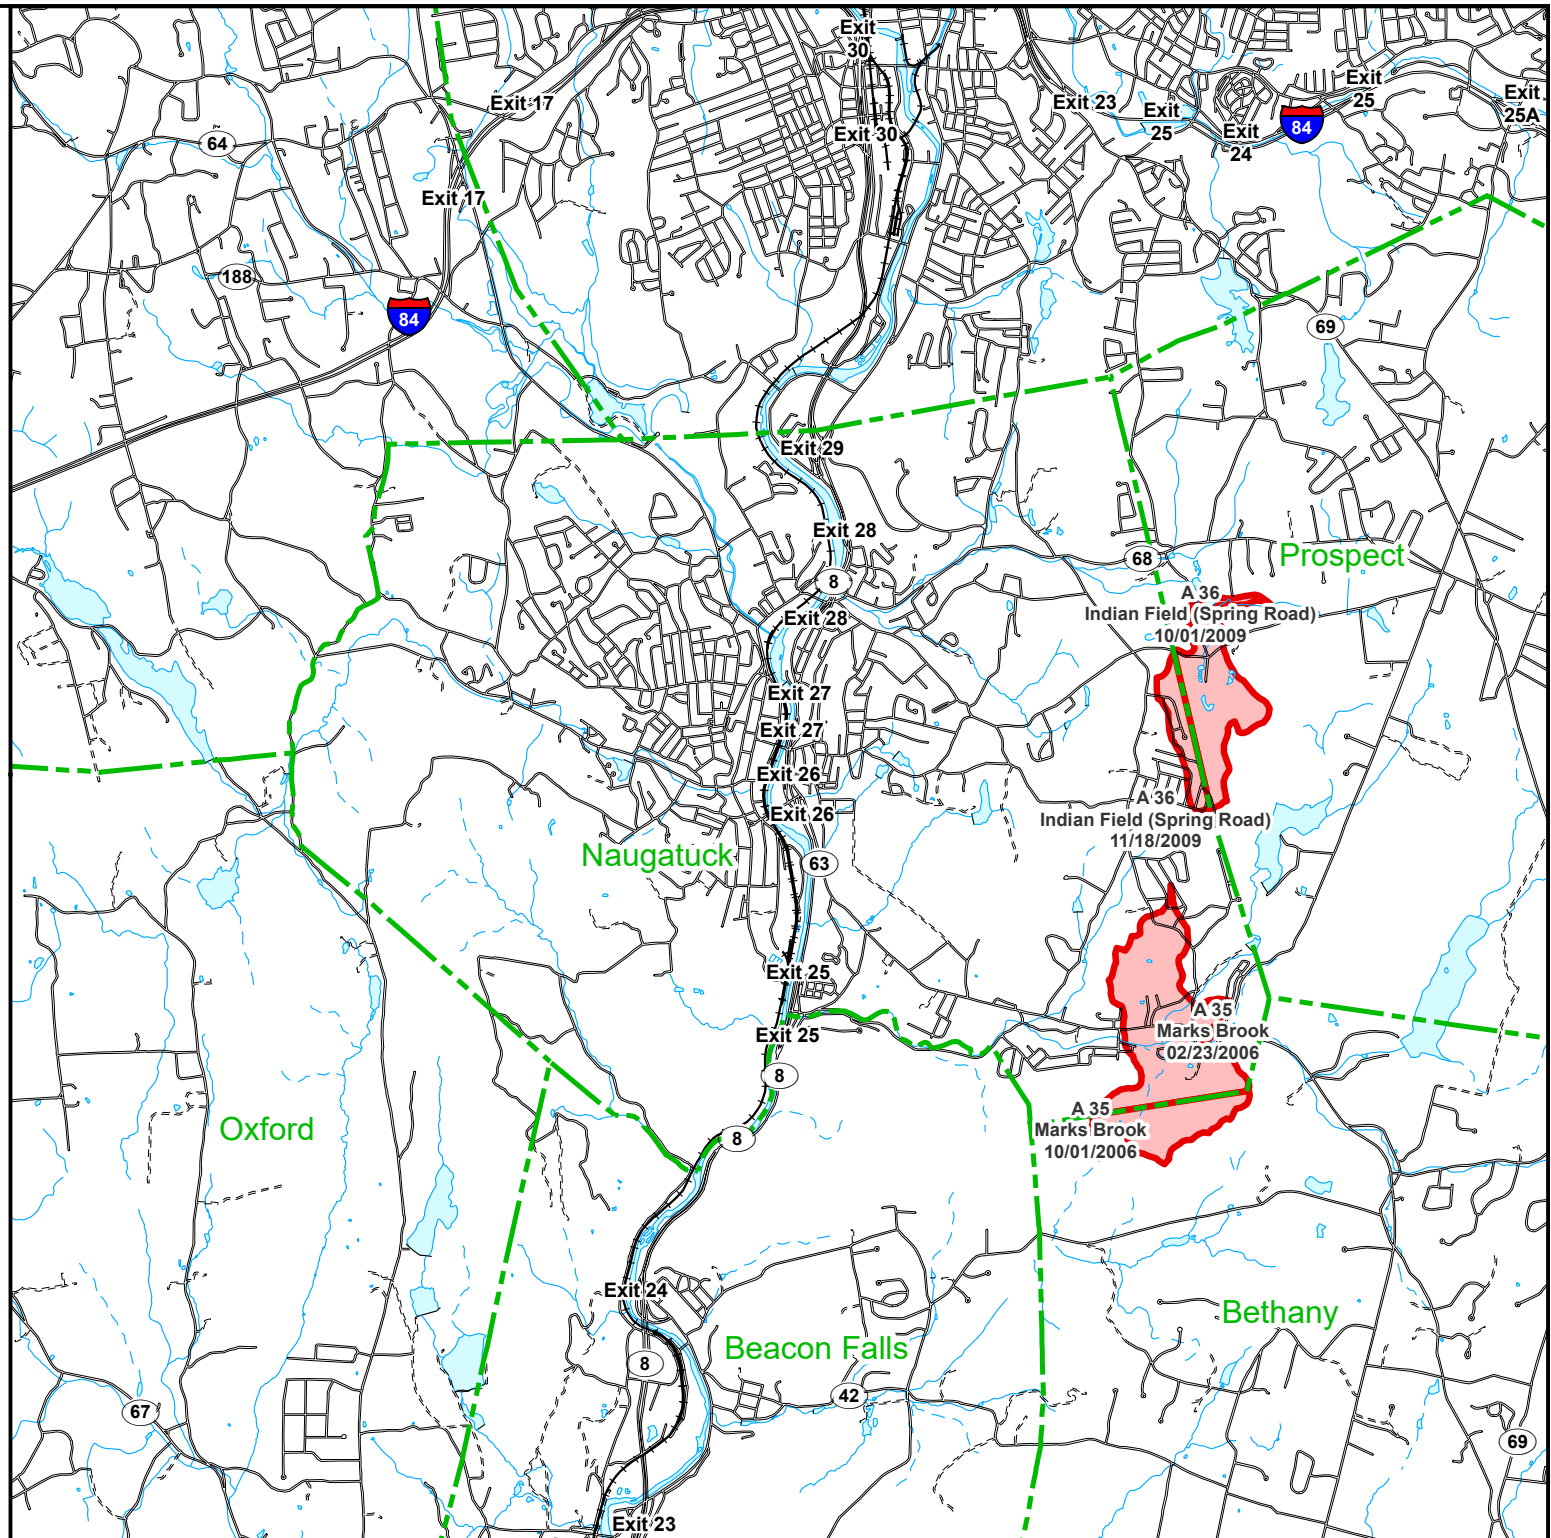 Exit
30
Exit 17
Exit 23
Exit
25
Exit
25
Exit
25A
Exit 30
84
Exit
24
64
Exit 17
188
84
69
Exit 29
Exit 28
68
Prospect
8
A 36
Indian Field (Spring Road)
10/01/2009
Exit 28
Exit 27
Exit 27
Exit 26
Exit 26
A 36
Indian Field (Spring Road)
11/18/2009
Naugatuck
63
Exit 25
A 35
Marks Brook
02/23/2006
Exit 25
8
A 35
Marks Brook
10/01/2006
Oxford
8
Exit 24
Bethany
Beacon Falls
8
42
67
69
Exit 23